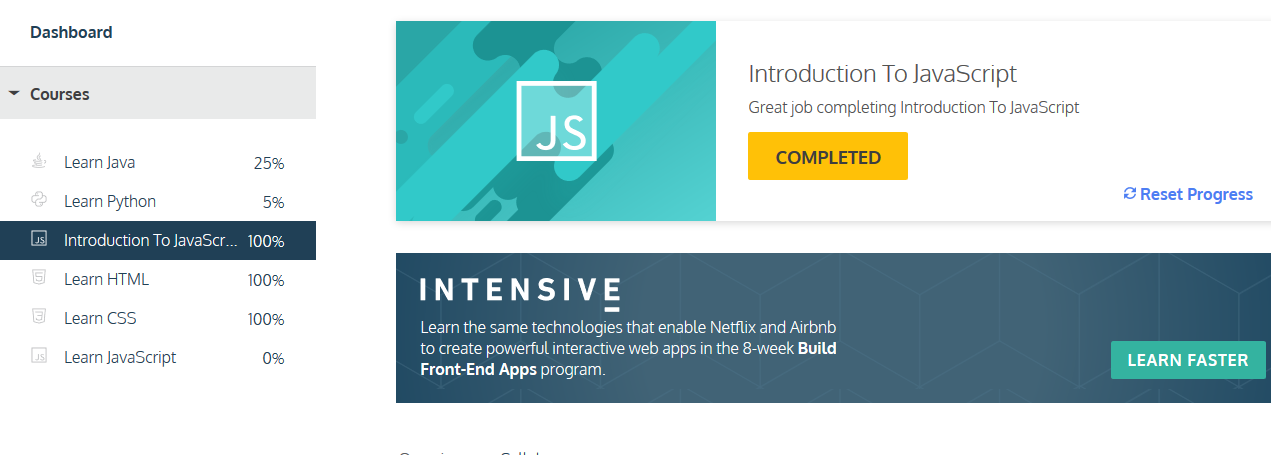 Dashboard
Courses
Learn Java 25%
Learn Python 5%
Introduction To JavaScr... 100%
Learn HTML 100%
Learn CSS 100%
Learn JavaScript 0%
JS
Introduction To JavaScript
Great job completing Introduction To JavaScript
COMPLETED
Reset Progress
INTENSIVE
Learn the same technologies that enable Netflix and Airbnb
to create powerful interactive web apps in the 8-week Build
Front-End Apps program.
LEARN FASTER